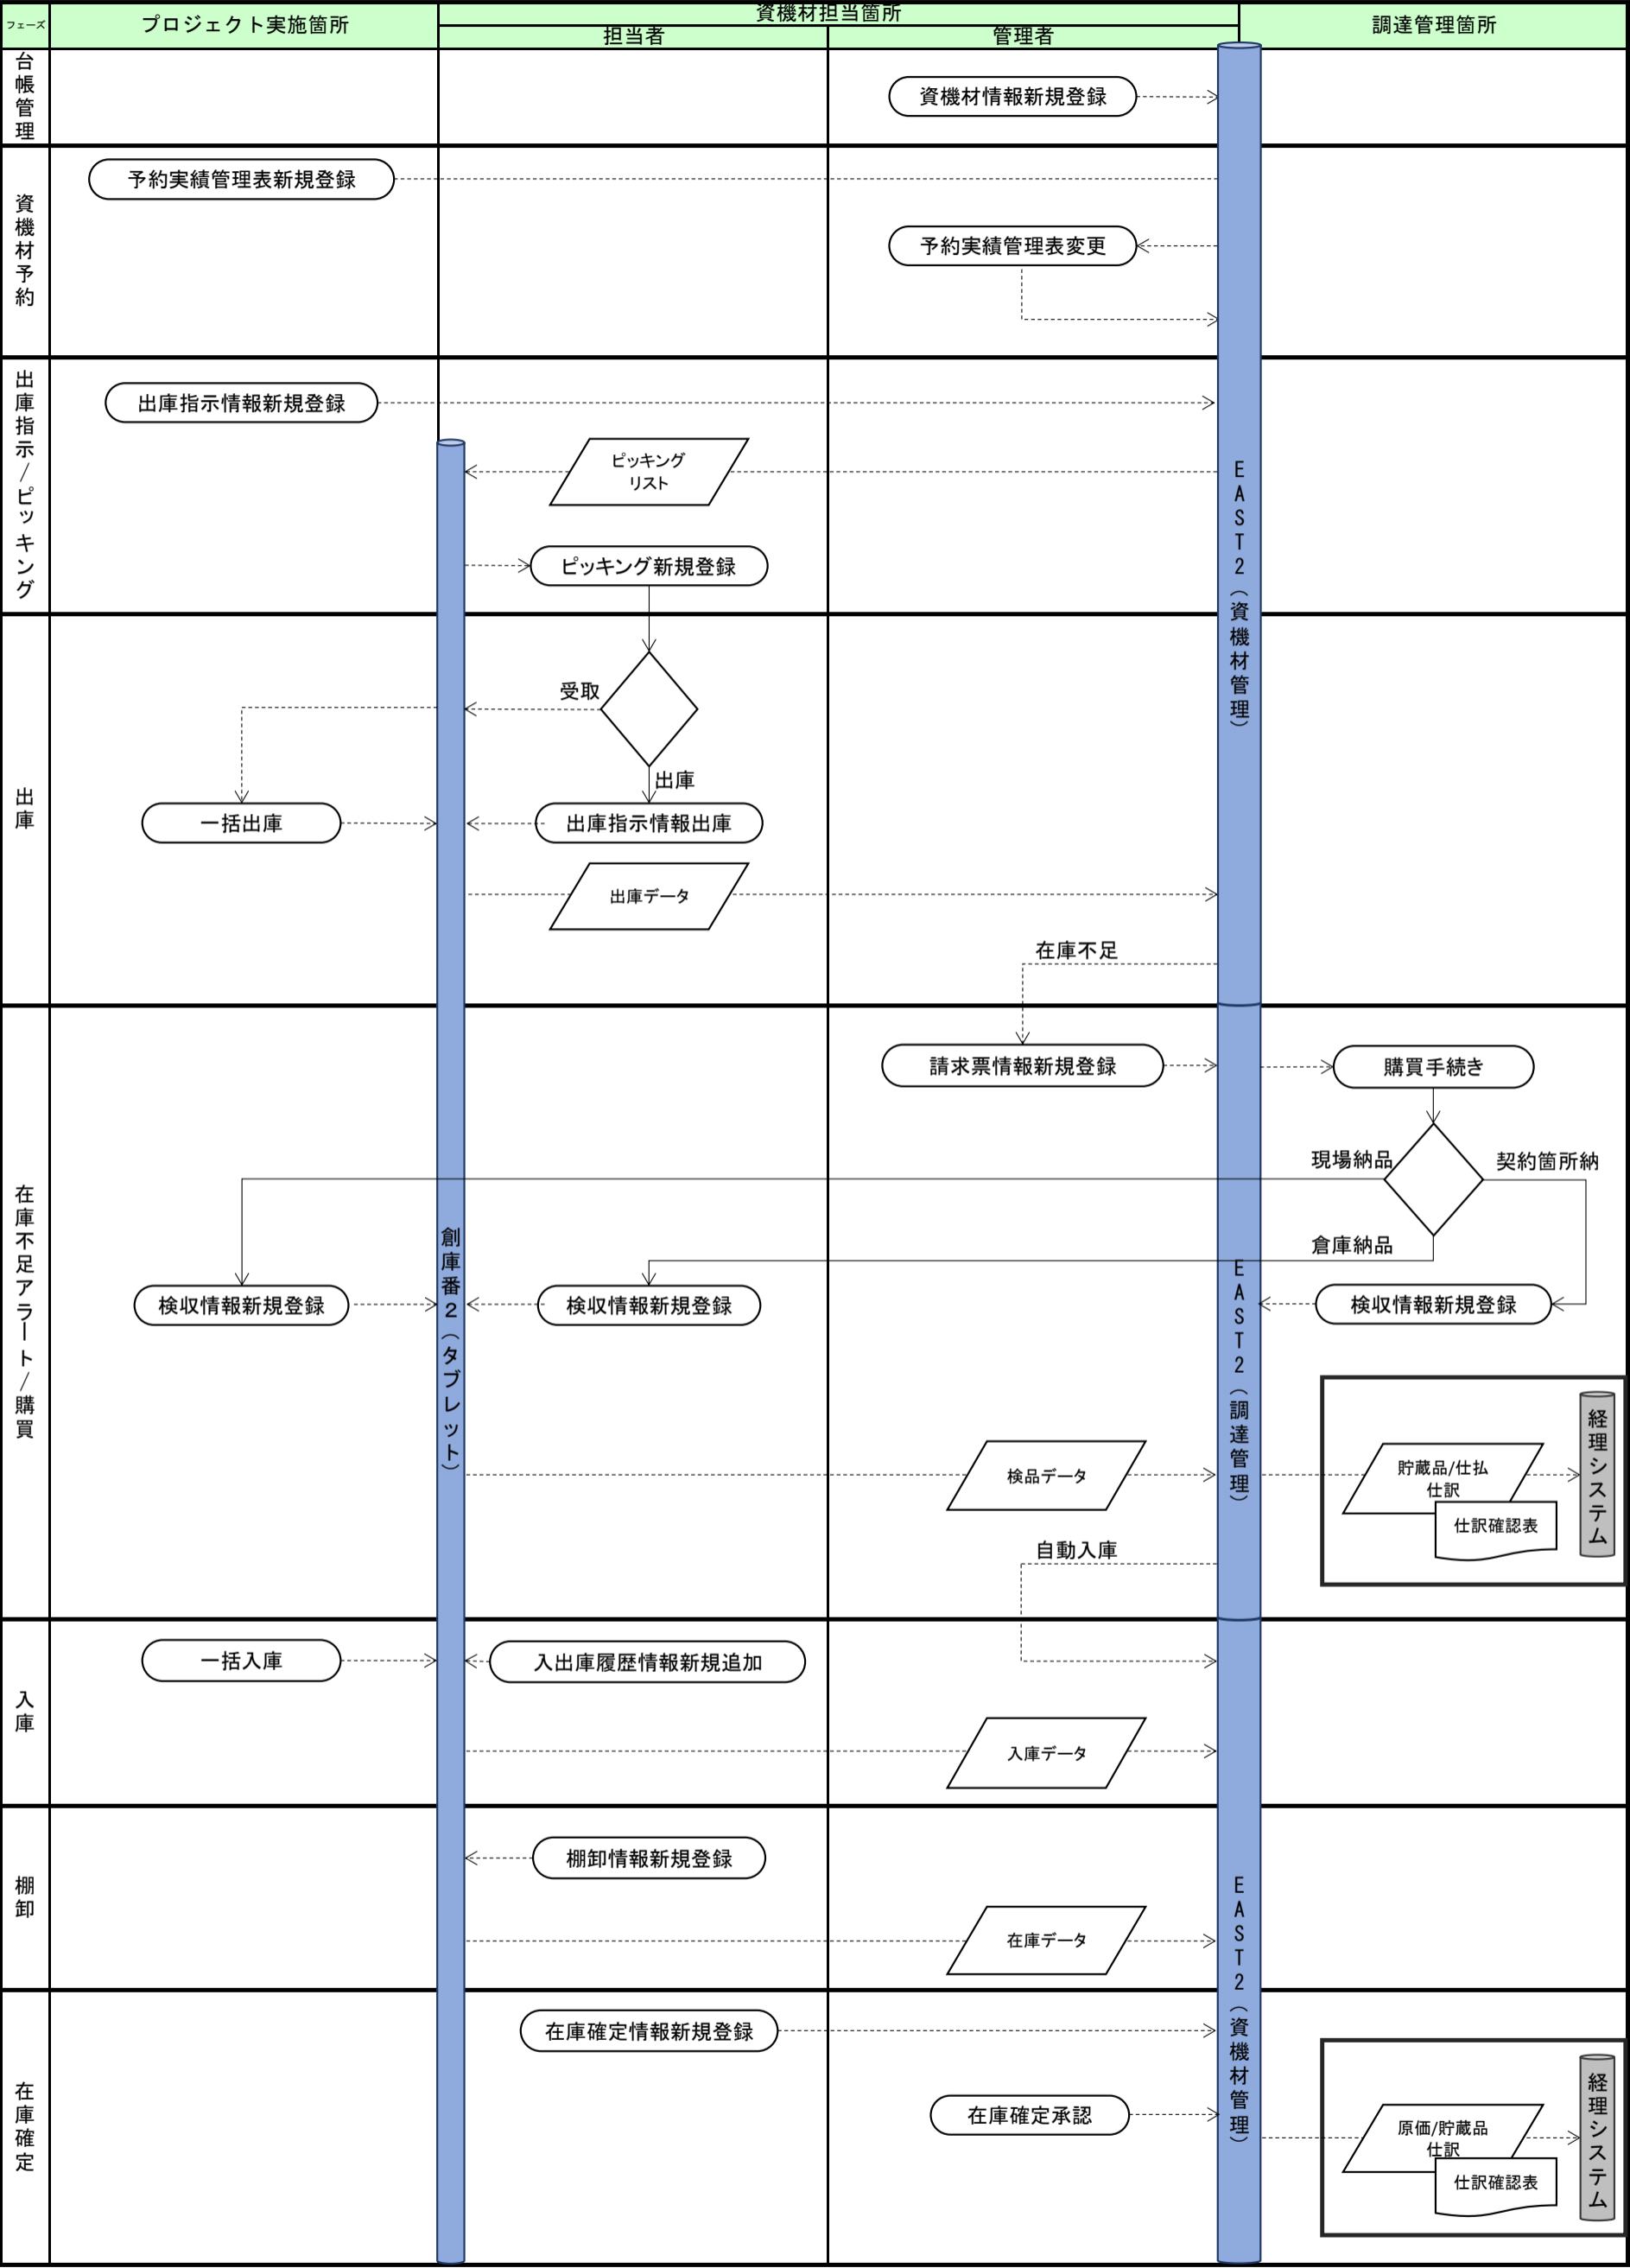 フェーズ
プロジェクト実施箇所
資機材担当箇所
担当者
管理者
調達管理箇所
台帳管理
資機材情報新規登録
資機材予約
予約実績管理表新規登録
予約実績管理表変更
出庫指示/ピッキング
出庫指示情報新規登録
ピッキング
リスト
ピッキング新規登録
EAST2（資機材管理）
出庫
受取
出庫
一括出庫
出庫指示情報出庫
出庫データ
在庫不足
在庫不足アラート/購買
請求票情報新規登録
購買手続き
現場納品
契約箇所納
倉庫納品
検収情報新規登録
検収情報新規登録
検収情報新規登録
創庫番2（タブレット）
EAST2（調達管理）
検品データ
貯蔵品/仕払
仕訳
仕訳確認表
経理システム
自動入庫
入庫
一括入庫
入出庫履歴情報新規追加
入庫データ
棚卸
棚卸情報新規登録
在庫データ
EAST2（資機材管理）
在庫確定
在庫確定情報新規登録
在庫確定承認
原価/貯蔵品
仕訳
仕訳確認表
経理システム